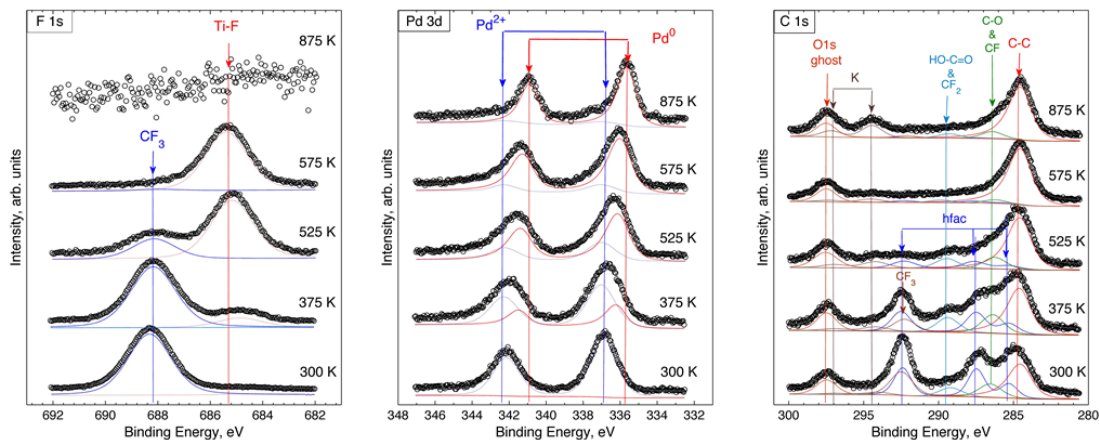 F 1s
Ti-F
875 K
CF3
575 K
525 K
375 K
300 K
Intensity, arb. units
692 690 688 686 684 682
Binding Energy, eV
Pd 3d
Pd2+
Pd0
875 K
575 K
525 K
375 K
300 K
Intensity, arb. units
348 346 344 342 340 338 336 334 332
Binding Energy, eV
C 1s
C-O
&
CF
O1s
ghost
K
HO-C=O
&
CF2
C-C
875 K
575 K
hfac
525 K
CF3
375 K
300 K
Intensity, arb. units
300 295 290 285 280
Binding Energy, eV